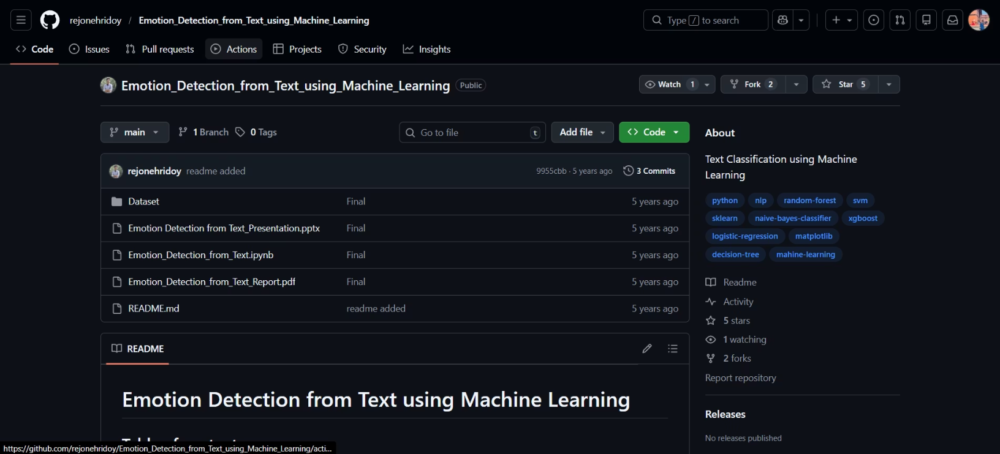 rejonehridoy / Emotion_Detection_from_Text_using_Machine_Learning
Type / to search
Code Issues Pull requests Actions Projects Security Insights
Emotion_Detection_from_Text_using_Machine_Learning Public
Watch 1 Fork 2 Star 5
main 1 Branch 0 Tags
Go to file t Add file Code
rejonehridoy readme added 9955cbb · 5 years ago 3 Commits
Dataset Final 5 years ago
Emotion Detection from Text_Presentation.pptx Final 5 years ago
Emotion_Detection_from_Text.ipynb Final 5 years ago
Emotion_Detection_from_Text_Report.pdf Final 5 years ago
README.md readme added 5 years ago
README
Emotion Detection from Text using Machine Learning
About
Text Classification using Machine
Learning
python nlp random-forest svm
sklearn naive-bayes-classifier xgboost
logistic-regression matplotlib
decision-tree mahine-learning
Readme
Activity
5 stars
1 watching
2 forks
Report repository
Releases
No releases published
https://github.com/rejonehridoy/Emotion_Detection_from_Text_using_Machine_Learning/acti...